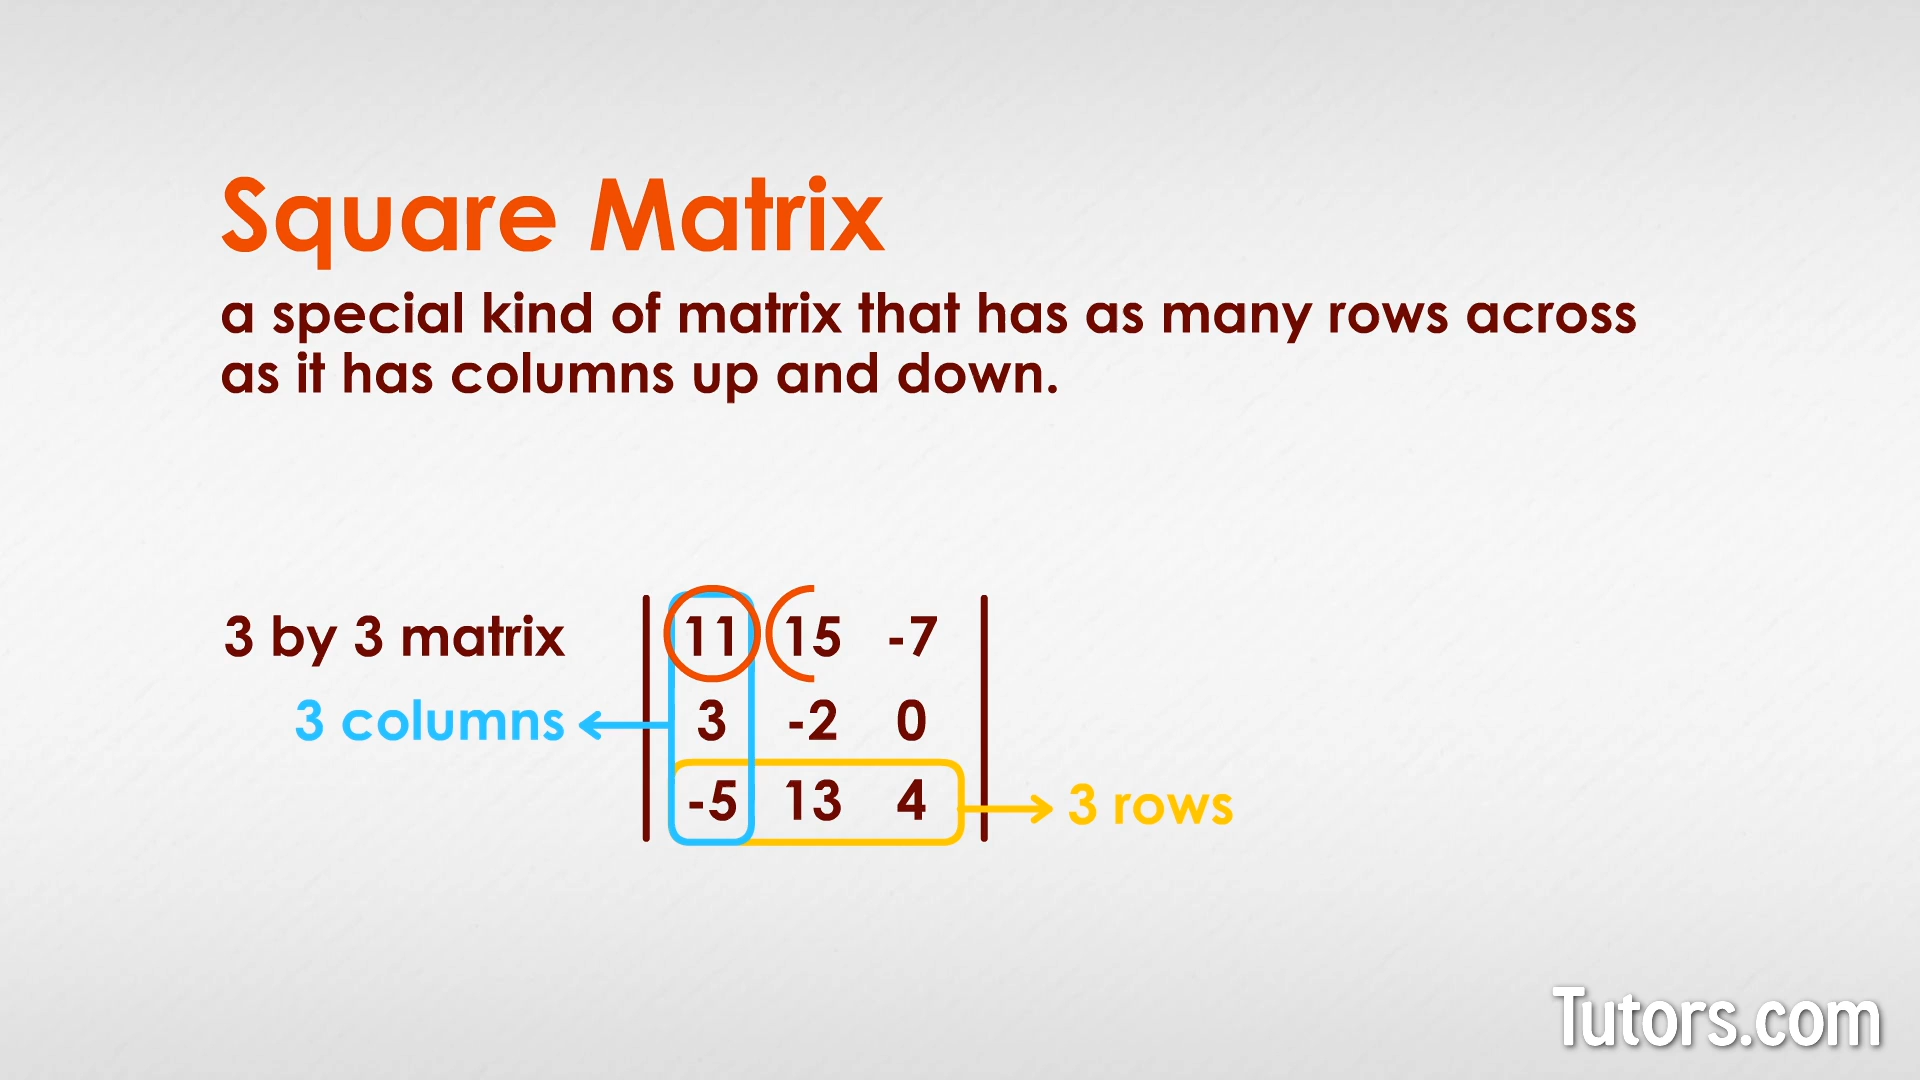 Square Matrix
a special kind of matrix that has as many rows across
as it has columns up and down.
3 by 3 matrix
11 15 -7
3 columns
3 -2 0
-5 13 4
3 rows
Tutors.com